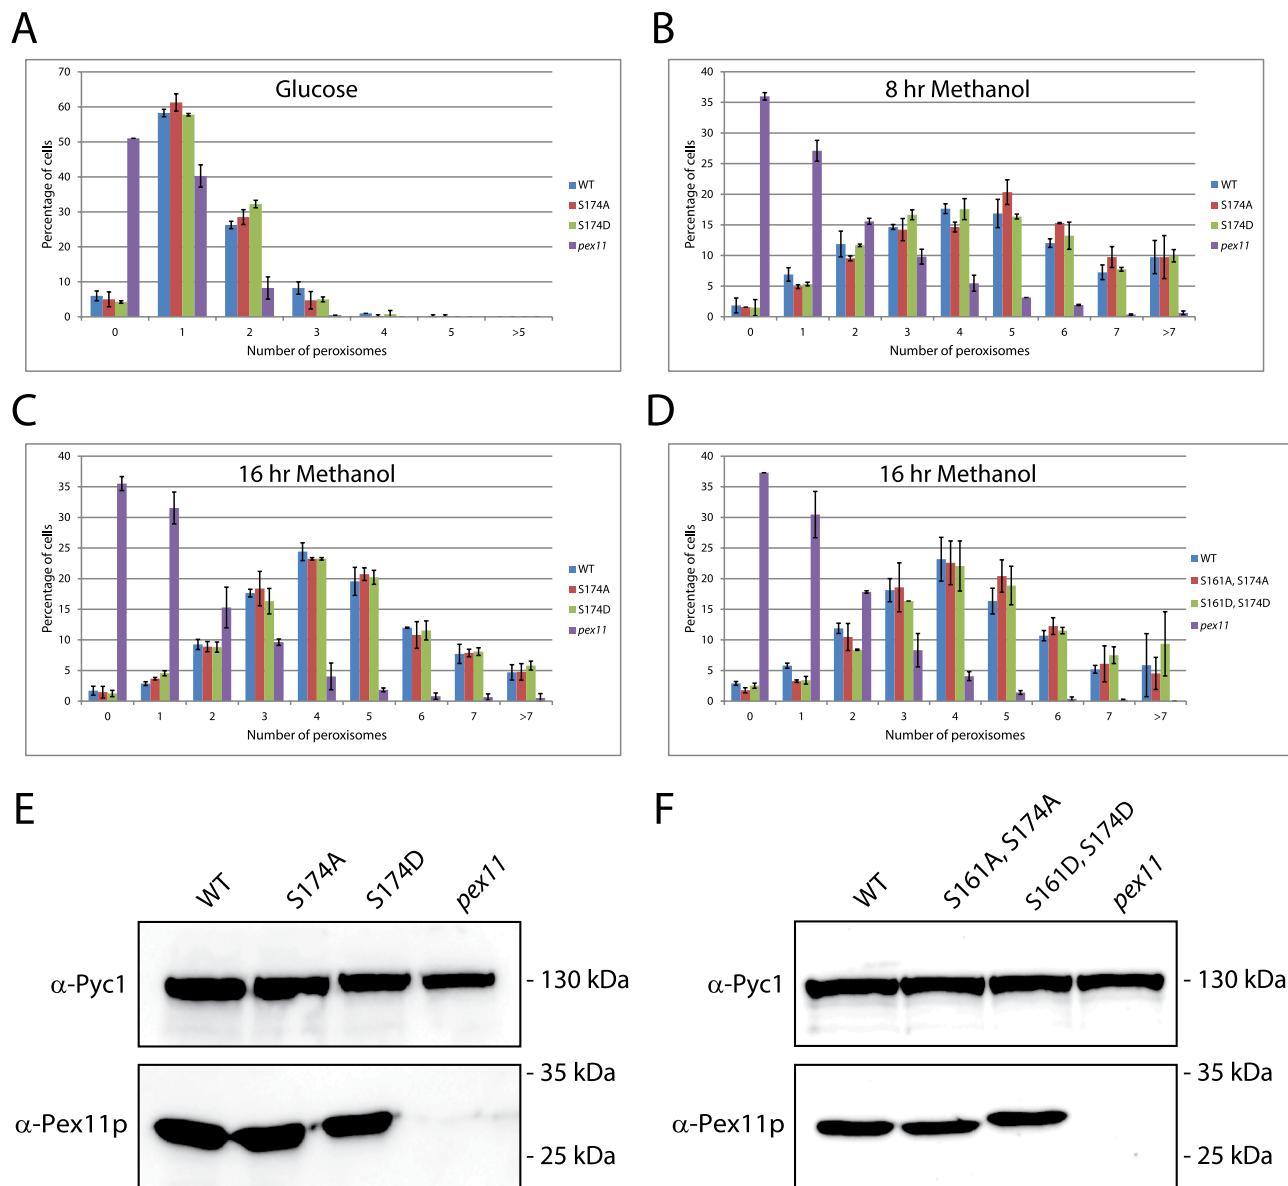 A
Glucose
Percentage of cells
70
60
50
40
30
20
10
0
0 1 2 3 4 5 >5
Number of peroxisomes
WT
S174A
S174D
pex11
B
8 hr Methanol
Percentage of cells
40
35
30
25
20
15
10
5
0
0 1 2 3 4 5 6 7 >7
Number of peroxisomes
WT
S174A
S174D
pex11
C
16 hr Methanol
Percentage of cells
40
35
30
25
20
15
10
5
0
0 1 2 3 4 5 6 7 >7
Number of peroxisomes
WT
S174A
S174D
pex11
D
16 hr Methanol
Percentage of cells
40
35
30
25
20
15
10
5
0
0 1 2 3 4 5 6 7 >7
Number of peroxisomes
WT
S161A, S174A
S161D, S174D
pex11
E
WT S174A S174D pex11
α-Pyc1 - 130 kDa
- 35 kDa
α-Pex11p
- 25 kDa
F
WT S161A, S174A S161D, S174D pex11
α-Pyc1 - 130 kDa
- 35 kDa
α-Pex11p
- 25 kDa